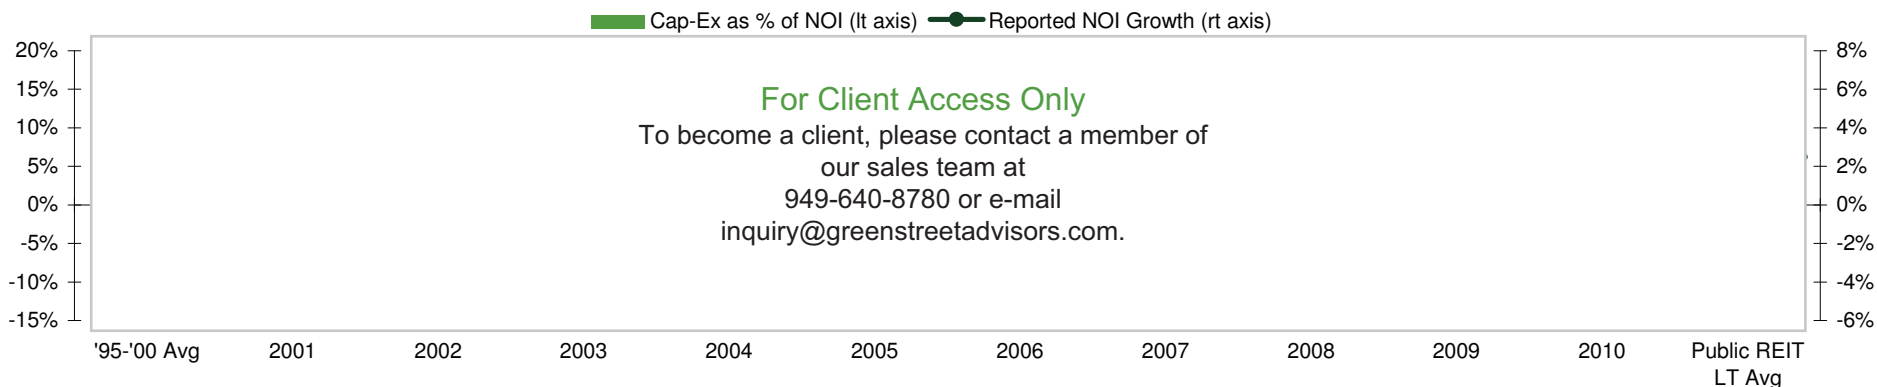 Cap-Ex as % of NOI (lt axis) Reported NOI Growth (rt axis)
20% 8%
15% 6%
10% 4%
5% 2%
0% 0%
-5% -2%
-10% -4%
-15% -6%
For Client Access Only
To become a client, please contact a member of
our sales team at
949-640-8780 or e-mail
inquiry@greenstreetadvisors.com.
'95-'00 Avg 2001 2002 2003 2004 2005 2006 2007 2008 2009 2010 Public REIT
LT Avg